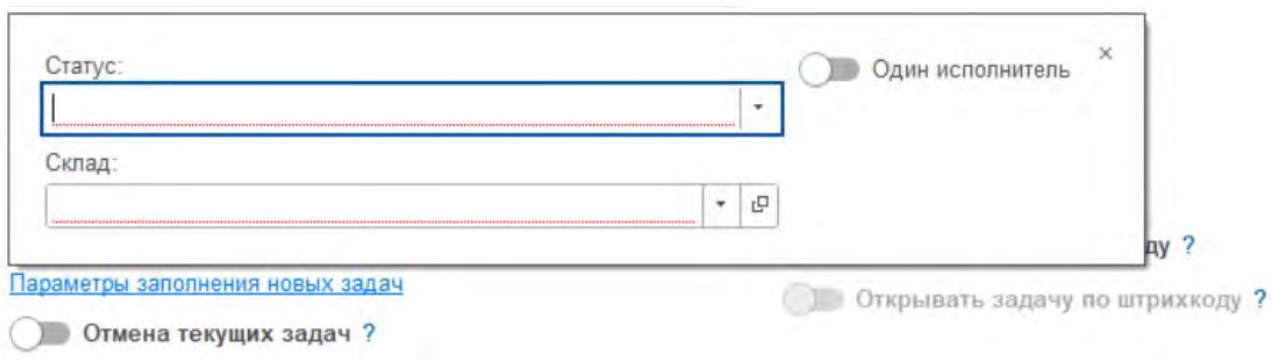 Статус:
Один исполнитель
Склад:
ду ?
Параметры заполнения новых задач
Открывать задачу по штрихкоду ?
Отмена текущих задач ?